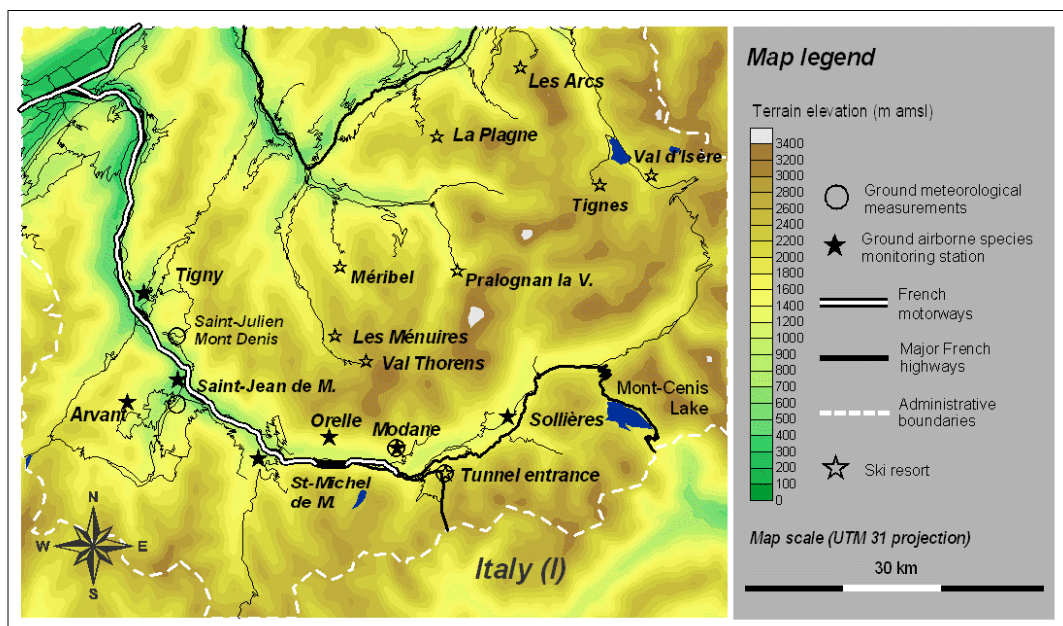 Les Arcs
La Plagne
Val d'Isère
Tignes
Tigny
Méribel
Pralognan la V.
Saint-Julien
Mont Denis
Les Ménuires
Val Thorens
Saint-Jean de M.
Mont-Cenis
Lake
Arvant
Orelle
Modane
Sollières
St-Michel
de M.
Tunnel entrance
N
W
E
S
Italy (I)
Map legend
Terrain elevation (m amsl)
3400
3200
3000
2800
2600
2400
2200
2000
1800
1600
1400
1200
1000
900
800
700
600
500
400
300
200
100
0
Ground meteorological
measurements
Ground airborne species
monitoring station
French
motorways
Major French
highways
Administrative
boundaries
Ski resort
Map scale (UTM 31 projection)
30 km